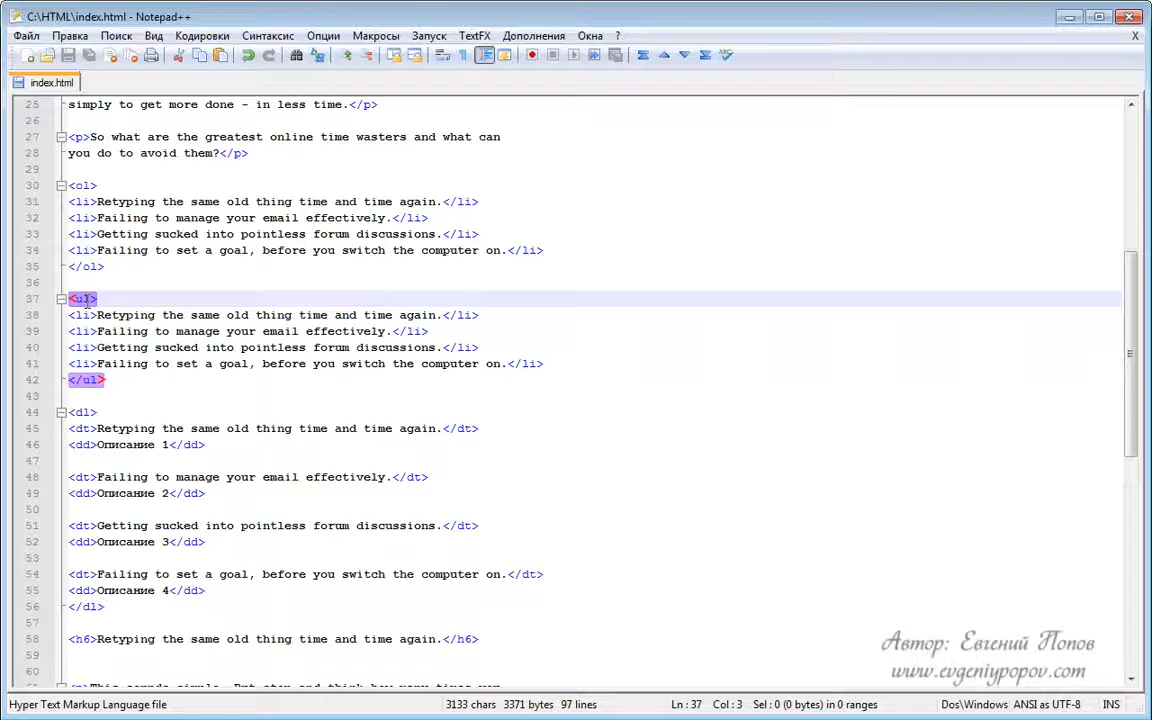 C:\HTML\index.html - Notepad++
Файл Правка Поиск Вид Кодировки Синтаксис Опции Макросы Запуск TextFX Дополнения Окна ? X
index.html
25 simply to get more done - in less time.</p>
26
27 <p>So what are the greatest online time wasters and what can
28 you do to avoid them?</p>
29
30 <ol>
31 <li>Retyping the same old thing time and time again.</li>
32 <li>Failing to manage your email effectively.</li>
33 <li>Getting sucked into pointless forum discussions.</li>
34 <li>Failing to set a goal, before you switch the computer on.</li>
35 </ol>
36
37 <ul>
38 <li>Retyping the same old thing time and time again.</li>
39 <li>Failing to manage your email effectively.</li>
40 <li>Getting sucked into pointless forum discussions.</li>
41 <li>Failing to set a goal, before you switch the computer on.</li>
42 </ul>
43
44 <dl>
45 <dt>Retyping the same old thing time and time again.</dt>
46 <dd>Описание 1</dd>
47
48 <dt>Failing to manage your email effectively.</dt>
49 <dd>Описание 2</dd>
50
51 <dt>Getting sucked into pointless forum discussions.</dt>
52 <dd>Описание 3</dd>
53
54 <dt>Failing to set a goal, before you switch the computer on.</dt>
55 <dd>Описание 4</dd>
56 </dl>
57
58 <h6>Retyping the same old thing time and time again.</h6>
59
60
Автор: Евгений Попов
www.evgeniypopov.com
Hyper Text Markup Language file 3133 chars 3371 bytes 97 lines Ln : 37 Col : 3 Sel : 0 (0 bytes) in 0 ranges Dos\Windows ANSI as UTF-8 INS